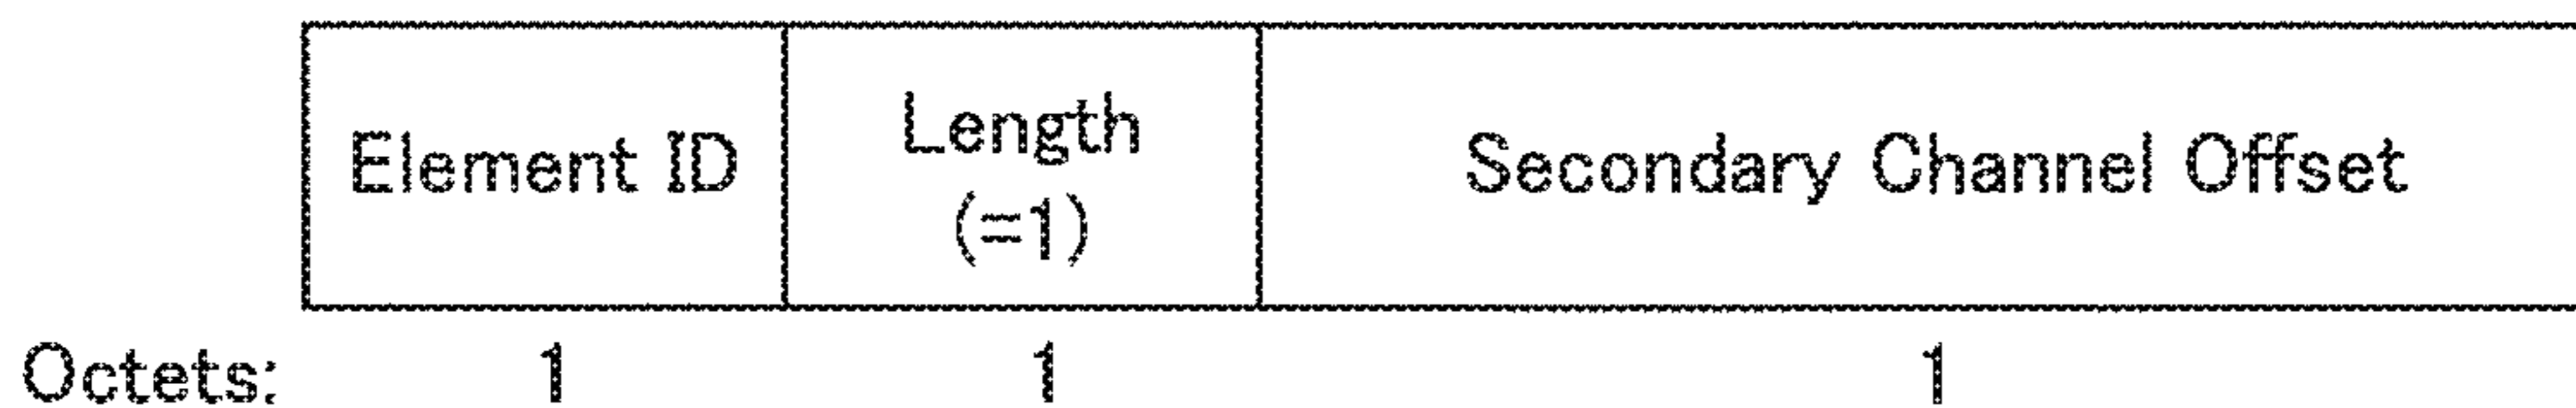 Element ID
Length
(=1)
Secondary Channel Offset
Octets: 1 1 1